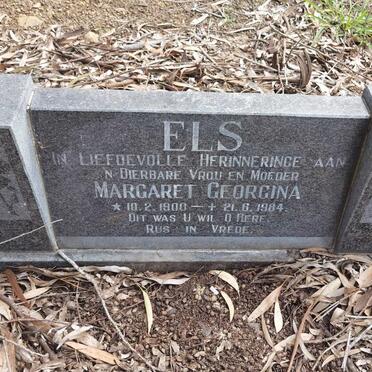 ELS
IN LIEFDEVOLLE HERINNERINGE AAN
'N DIERBARE VROU EN MOEDER
MARGARET GEORGINA
* 10.2.1900 — + 21.6.1984
DIT WAS U WIL O HERE
RUS IN VREDE.